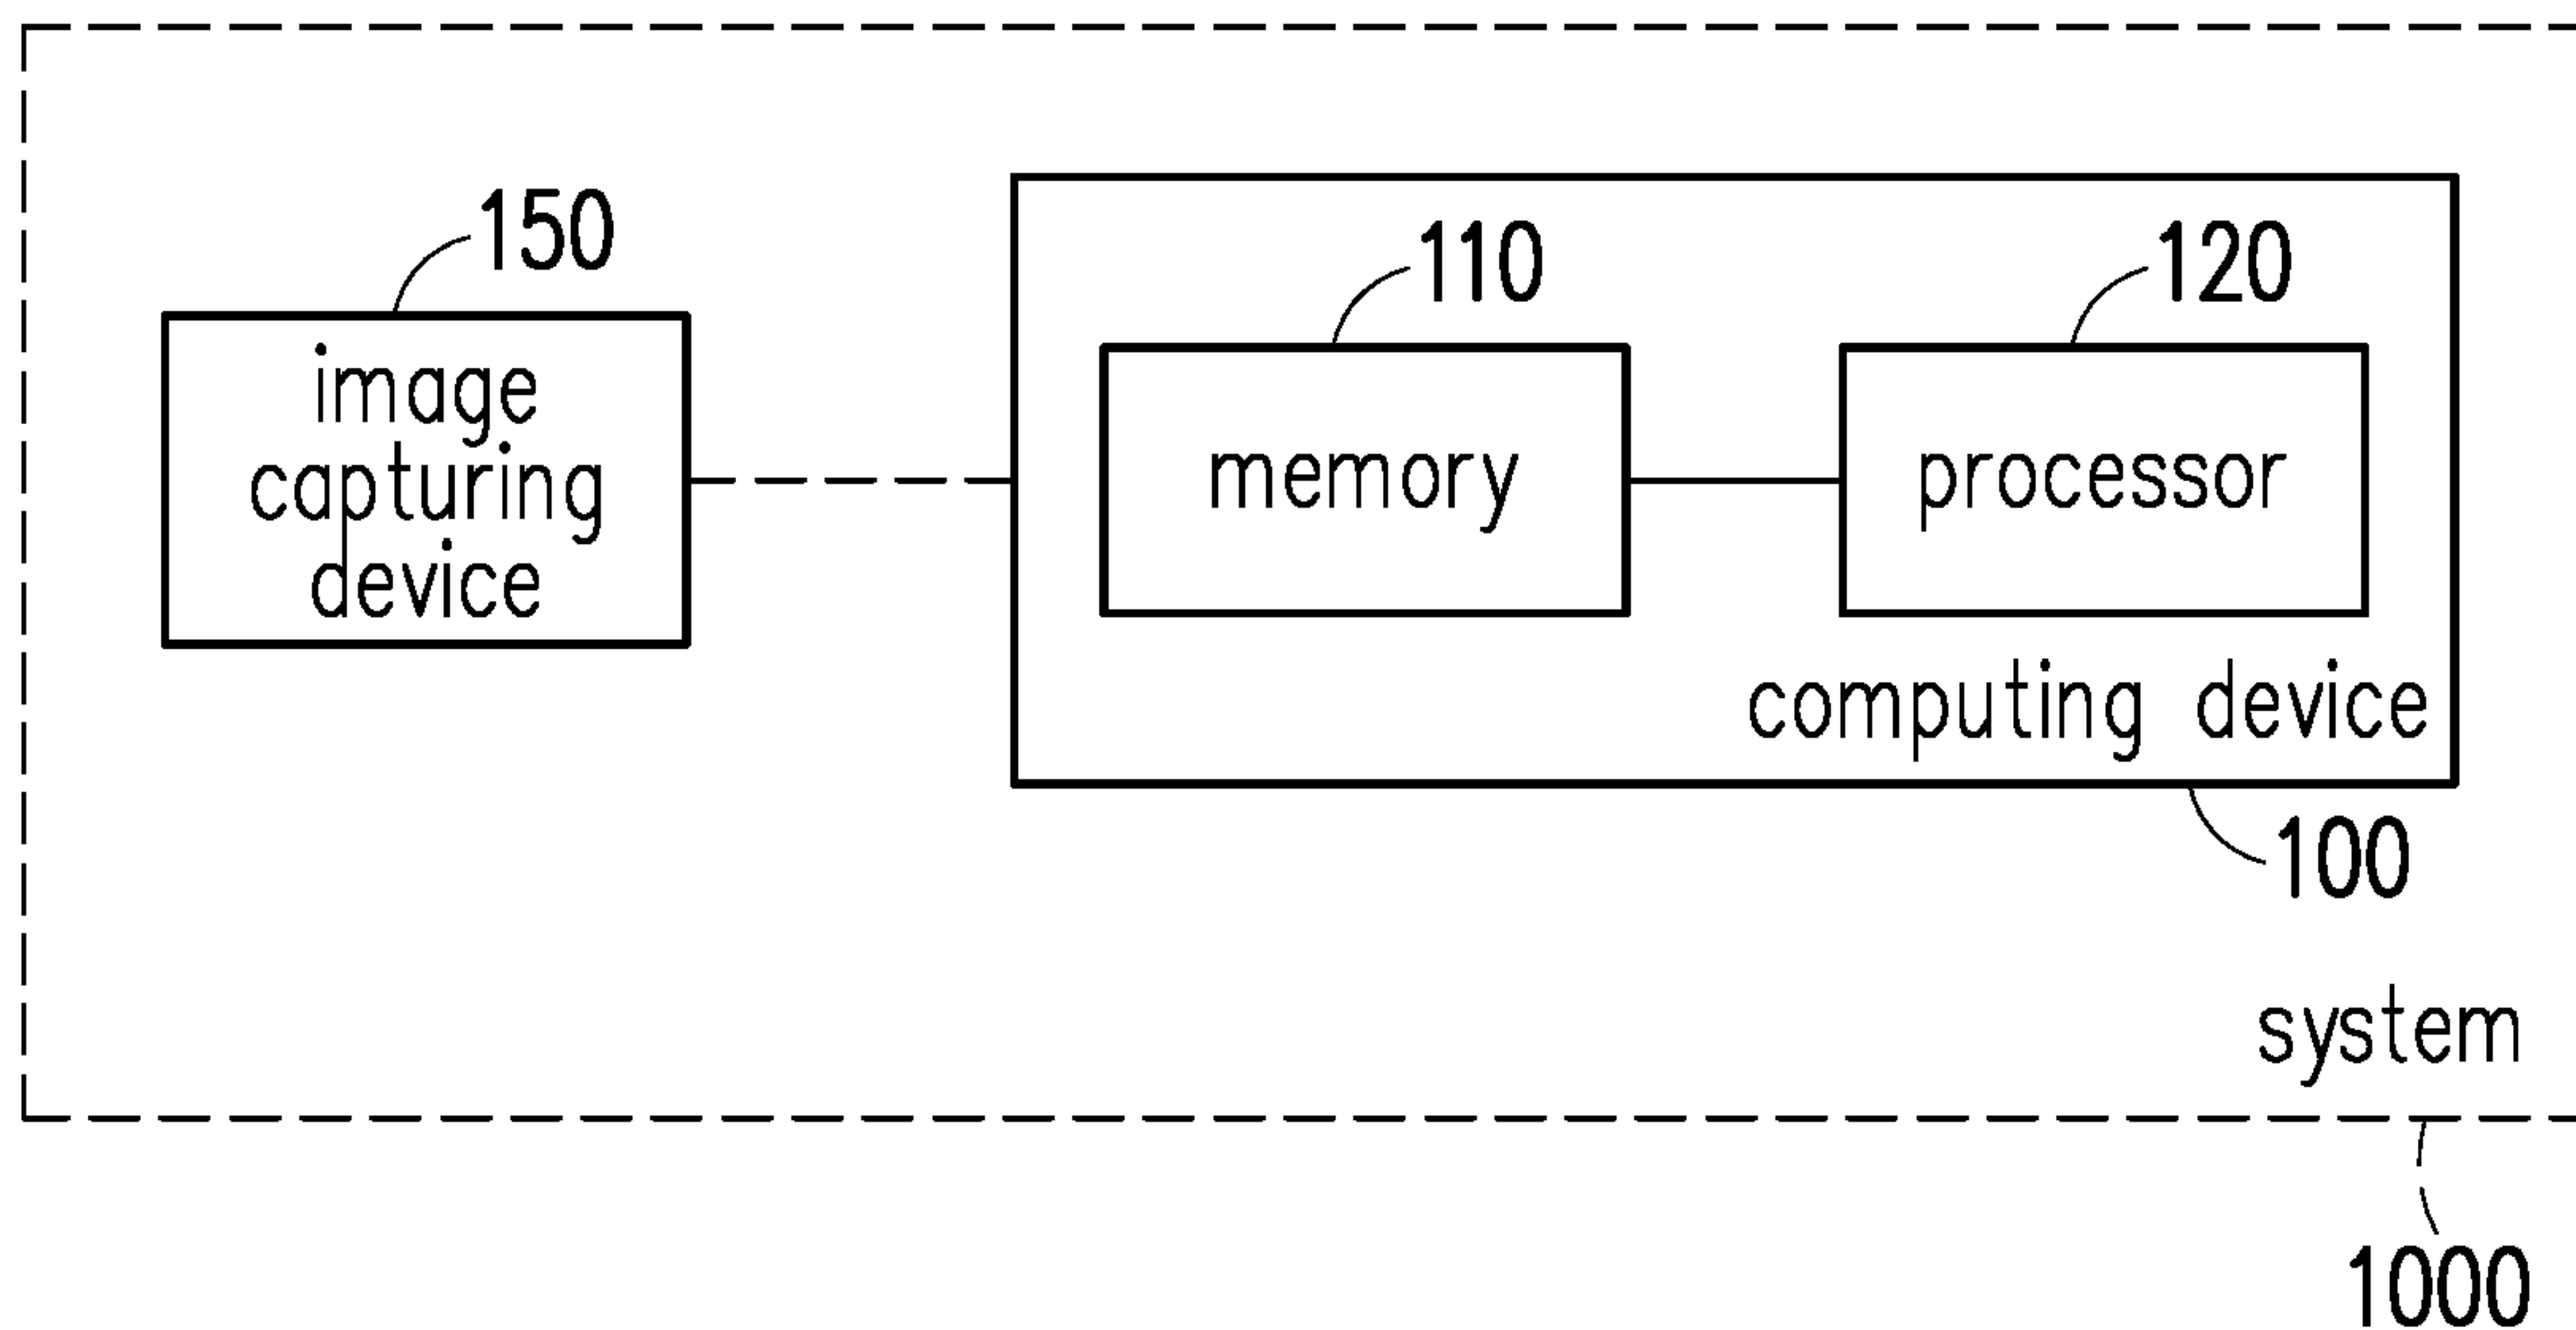 150
image
capturing
device
110
memory
120
processor
computing device
100
system
1000